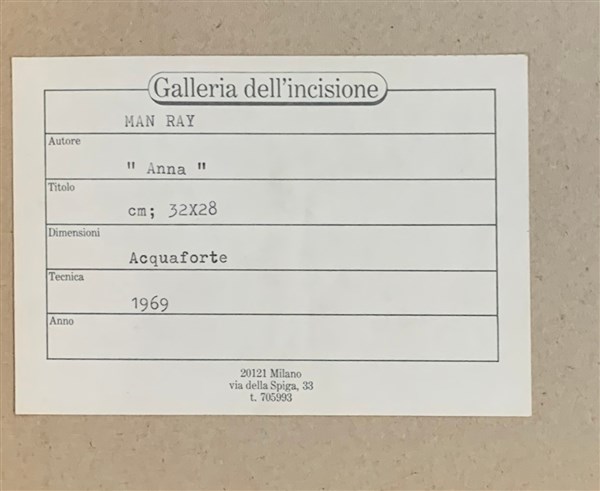 Galleria dell'incisione
MAN RAY
Autore
" Anna "
Titolo
cm; 32X28
Dimensioni
Acquaforte
Tecnica
1969
Anno
20121 Milano
via della Spiga, 33
t. 705993